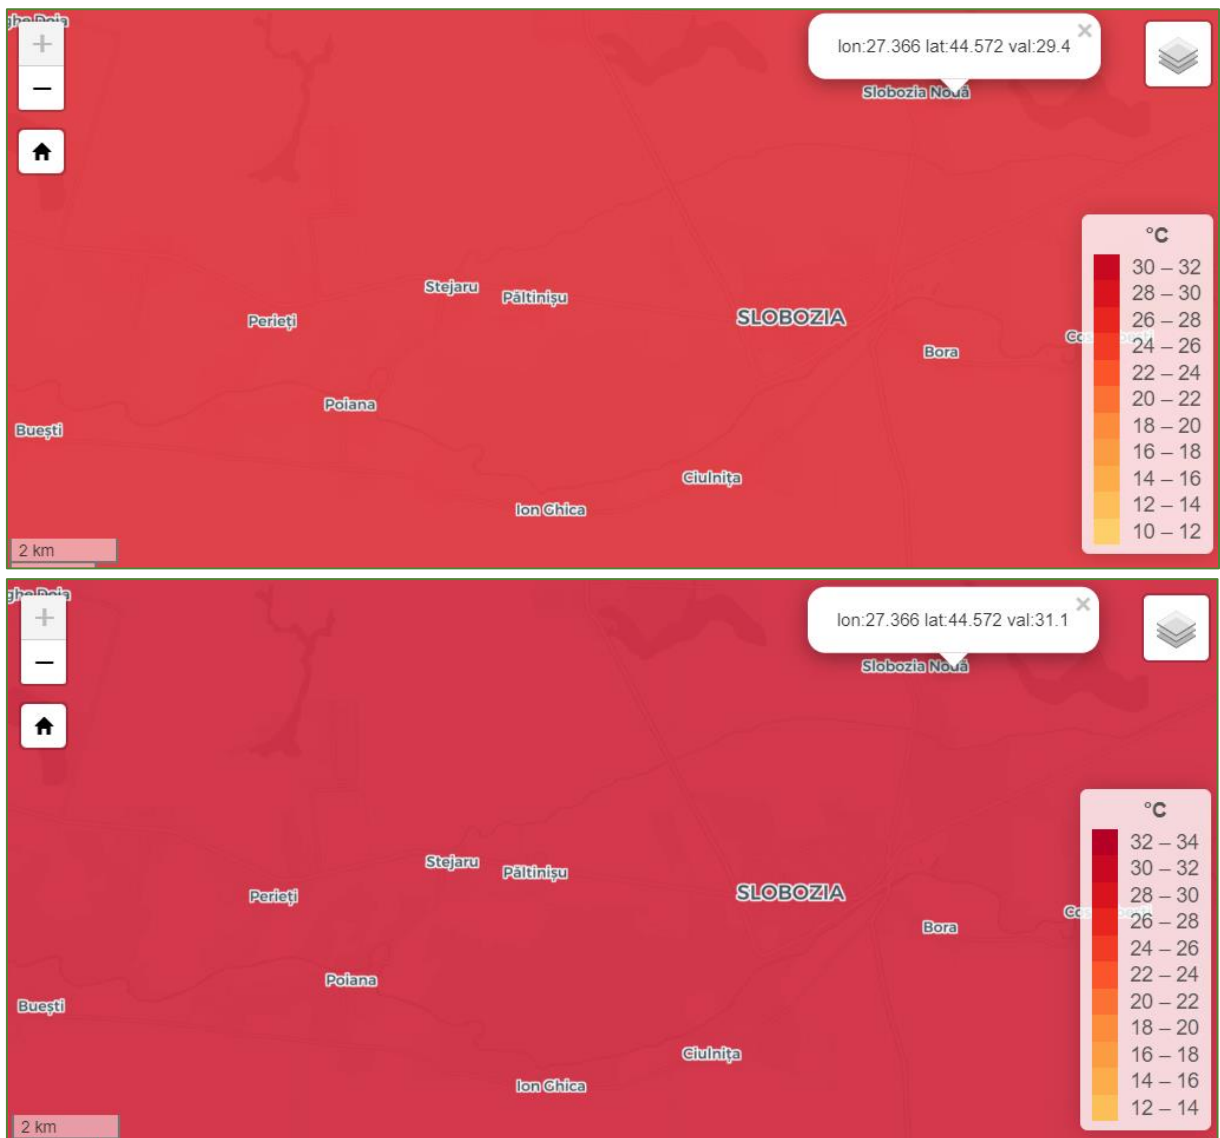 ghe Doja
+
−
lon:27.366 lat:44.572 val:29.4
×
Slobozia Nouă
°C
30 – 32
28 – 30
26 – 28
24 – 26
22 – 24
20 – 22
18 – 20
16 – 18
14 – 16
12 – 14
10 – 12
Stejaru
Păltinișu
Perieți
SLOBOZIA
Bora
Poiana
Buești
Ciulnița
Ion Ghica
2 km
ghe Doja
+
−
lon:27.366 lat:44.572 val:31.1
×
Slobozia Nouă
°C
32 – 34
30 – 32
28 – 30
26 – 28
24 – 26
22 – 24
20 – 22
18 – 20
16 – 18
14 – 16
12 – 14
Stejaru
Păltinișu
Perieți
SLOBOZIA
Bora
Poiana
Buești
Ciulnița
Ion Ghica
2 km